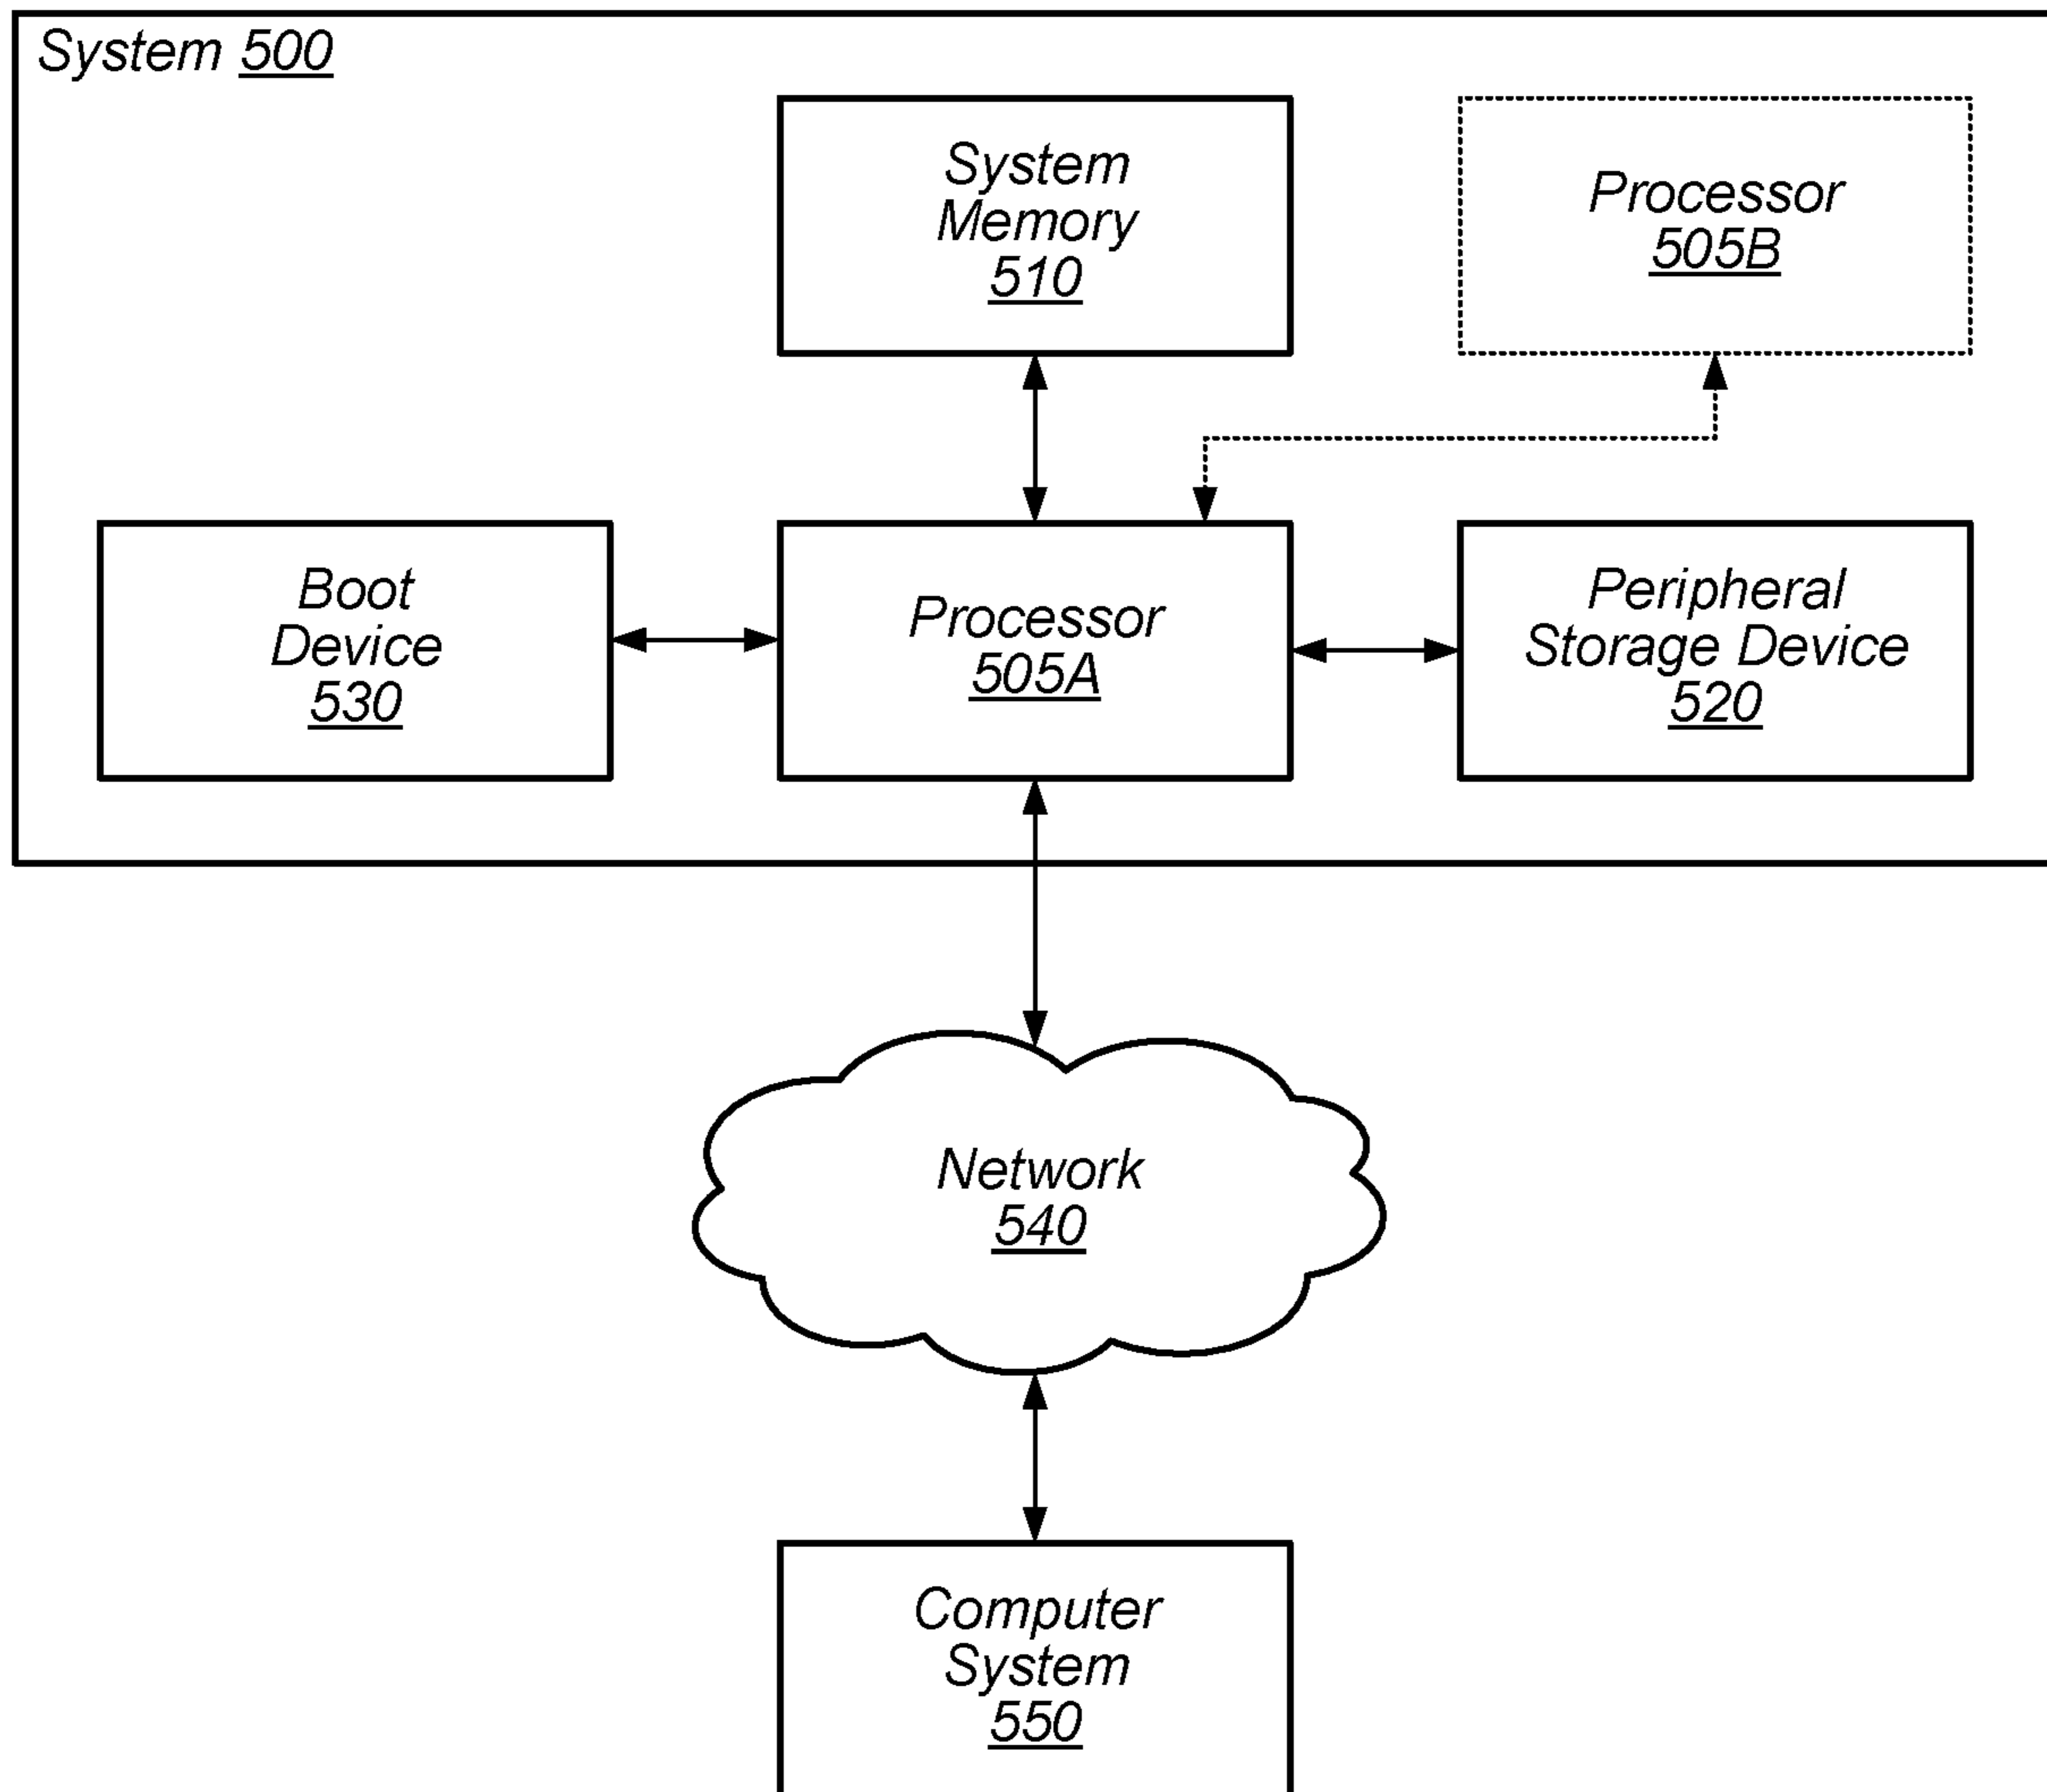 System 500
System
Memory
510
Processor
505B
Boot
Device
530
Processor
505A
Peripheral
Storage Device
520
Network
540
Computer
System
550